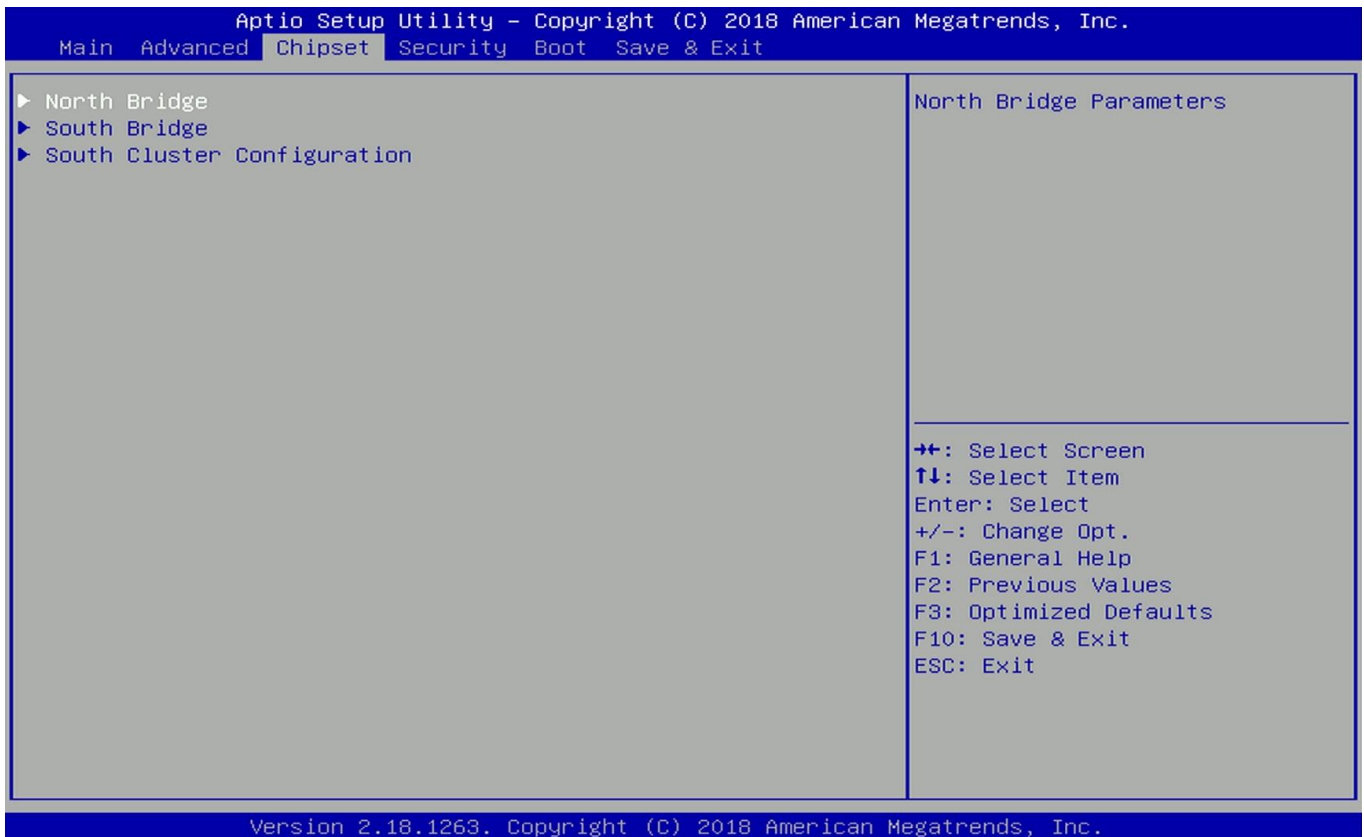 Aptio Setup Utility – Copyright (C) 2018 American Megatrends, Inc.
Main Advanced Chipset Security Boot Save & Exit
▶ North Bridge
▶ South Bridge
▶ South Cluster Configuration
North Bridge Parameters
→←: Select Screen
↑↓: Select Item
Enter: Select
+/-: Change Opt.
F1: General Help
F2: Previous Values
F3: Optimized Defaults
F10: Save & Exit
ESC: Exit
Version 2.18.1263. Copyright (C) 2018 American Megatrends, Inc.